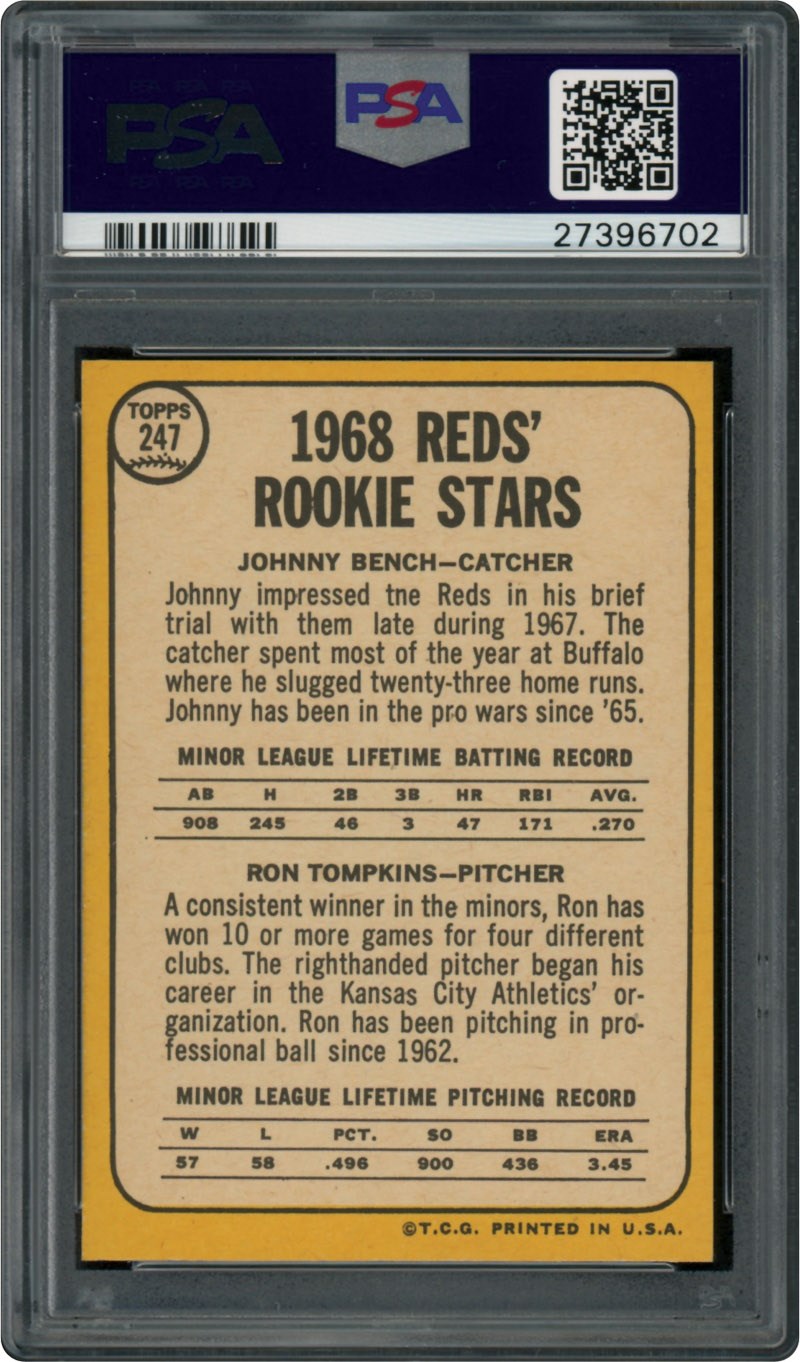 PSA
PSA
27396702
TOPPS
247
1968 REDS'
ROOKIE STARS
JOHNNY BENCH—CATCHER
Johnny impressed tne Reds in his brief
trial with them late during 1967. The
catcher spent most of the year at Buffalo
where he slugged twenty-three home runs.
Johnny has been in the pro wars since '65.
MINOR LEAGUE LIFETIME BATTING RECORD
AB H 2B 3B HR RBI AVG.
908 245 46 3 47 171 .270
RON TOMPKINS—PITCHER
A consistent winner in the minors, Ron has
won 10 or more games for four different
clubs. The righthanded pitcher began his
career in the Kansas City Athletics' or-
ganization. Ron has been pitching in pro-
fessional ball since 1962.
MINOR LEAGUE LIFETIME PITCHING RECORD
W L PCT. SO BB ERA
57 58 .496 900 436 3.45
©T.C.G. PRINTED IN U.S.A.